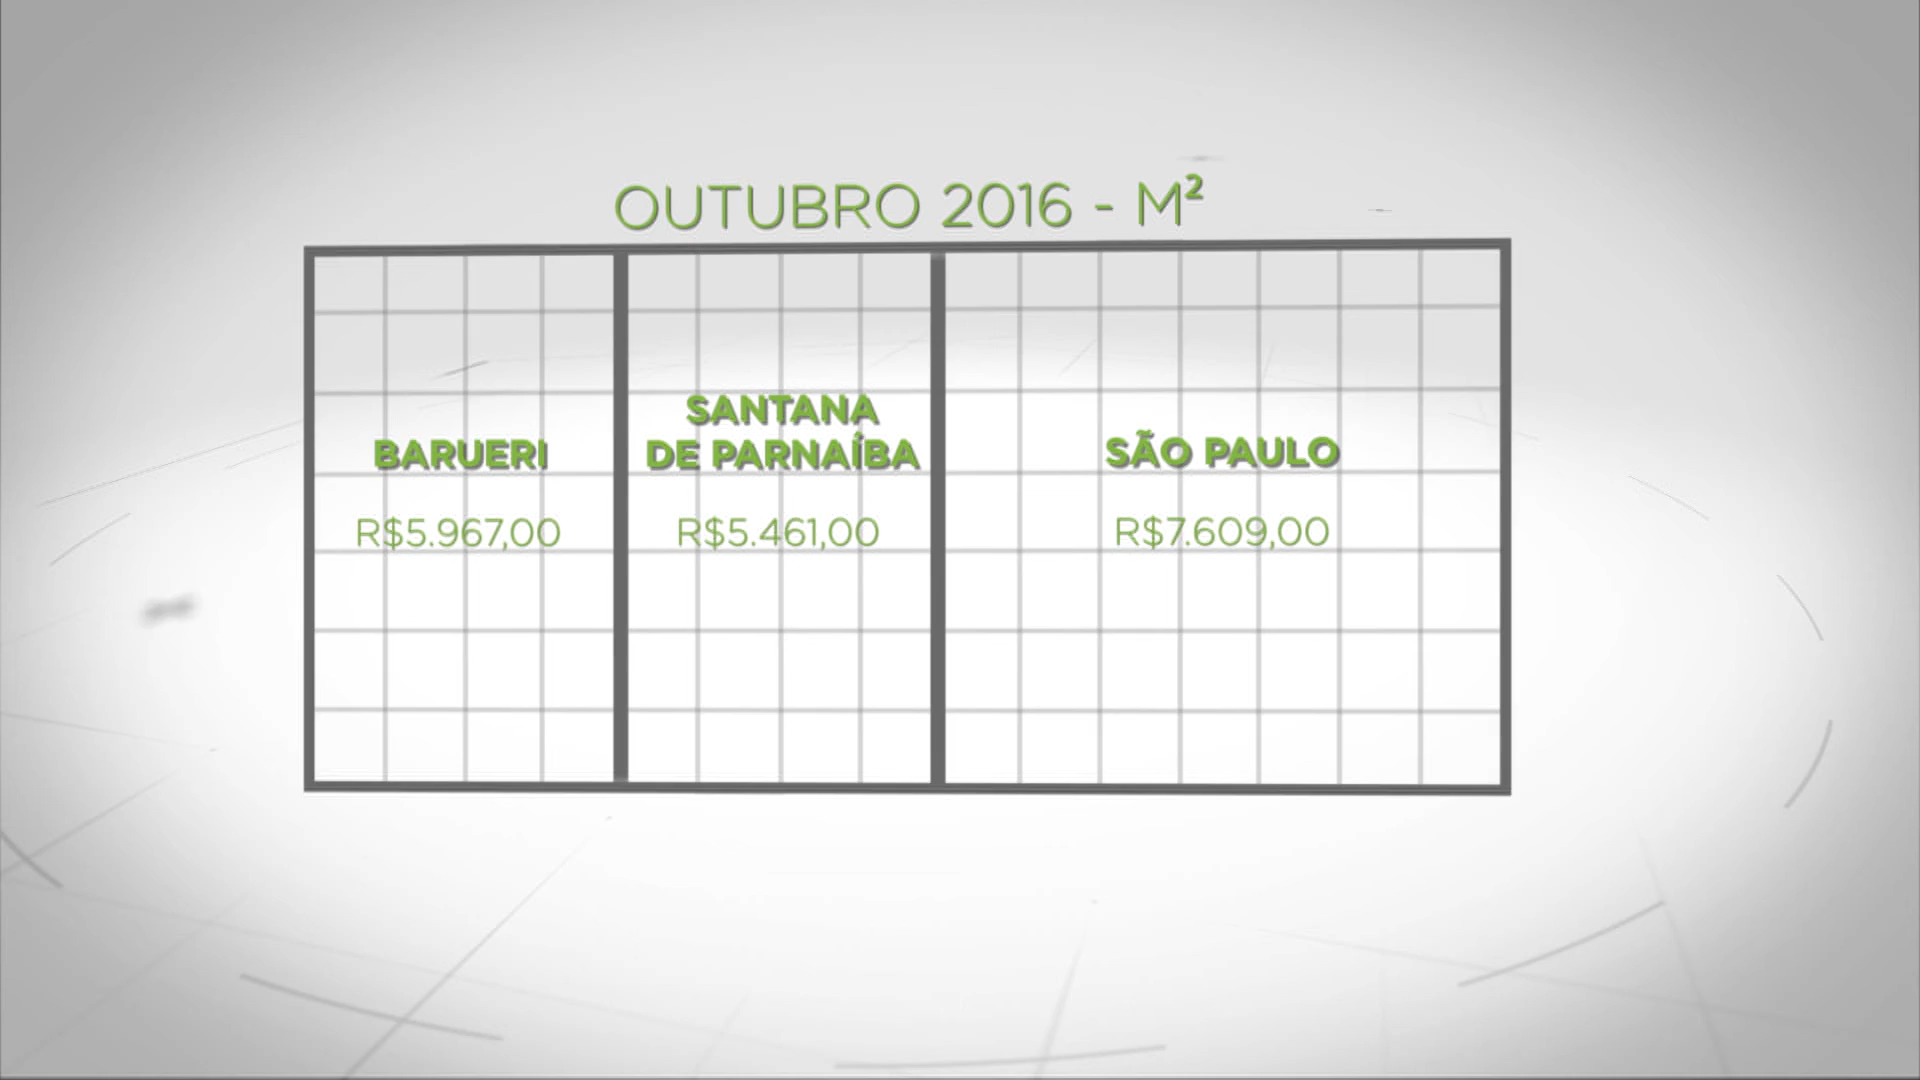 OUTUBRO 2016 - M²
BARUERI
R$5.967,00
SANTANA
DE PARNAÍBA
R$5.461,00
SÃO PAULO
R$7.609,00